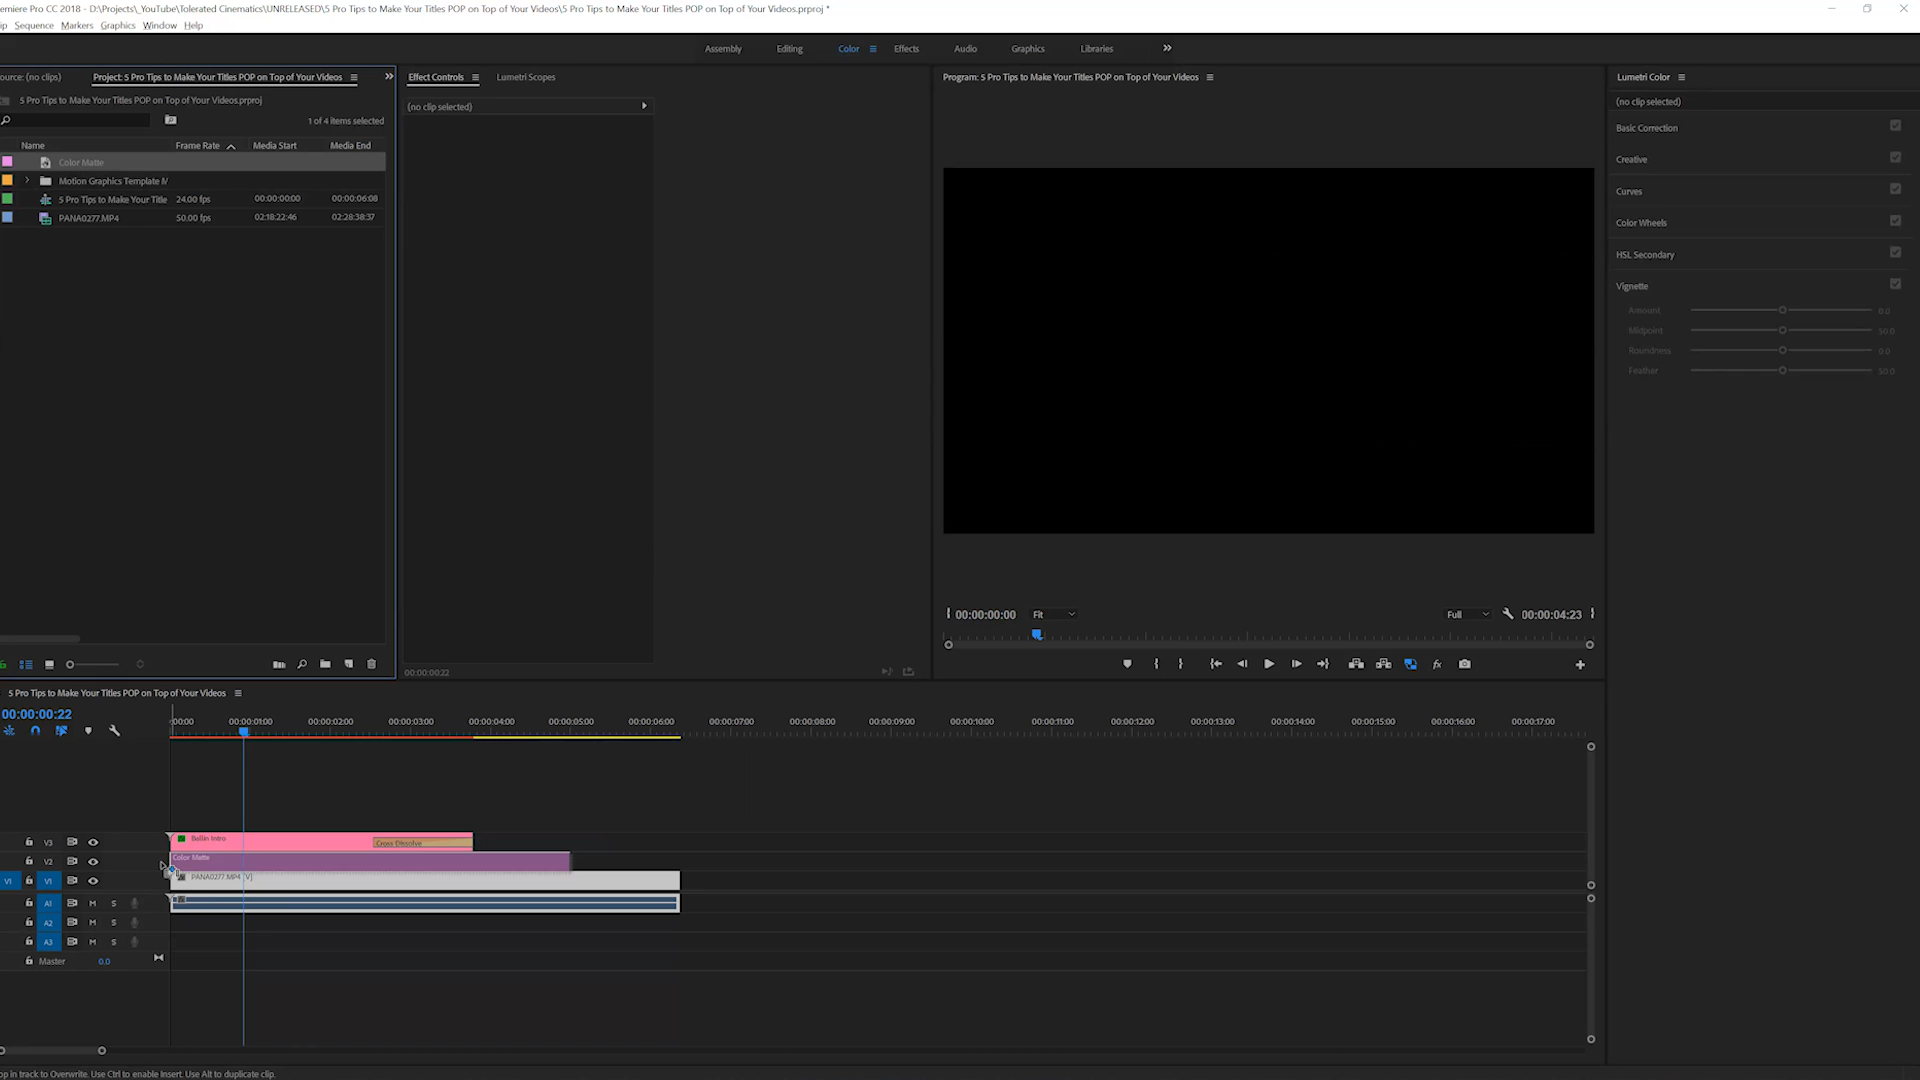 emiere Pro CC 2018 - D:\Projects\_YouTube\Tolerated Cinematics\UNRELEASED\5 Pro Tips to Make Your Titles POP on Top of Your Videos\5 Pro Tips to Make Your Titles POP on Top of Your Videos.prproj *
ip Sequence Markers Graphics Window Help
Assembly Editing Color Effects Audio Graphics Libraries
ource: (no clips) Project: 5 Pro Tips to Make Your Titles POP on Top of Your Videos
Effect Controls Lumetri Scopes
Program: 5 Pro Tips to Make Your Titles POP on Top of Your Videos
Lumetri Color
5 Pro Tips to Make Your Titles POP on Top of Your Videos.prproj
(no clip selected)
(no clip selected)
1 of 4 items selected
Basic Correction
Name Frame Rate Media Start Media End
Color Matte
Creative
Motion Graphics Template M
Curves
5 Pro Tips to Make Your Title 24.00 fps 00:00:00:00 00:00:06:08
PANA0277.MP4 50.00 fps 02:18:22:46 02:28:38:37
Color Wheels
HSL Secondary
Vignette
Amount 0.0
Midpoint 50.0
Roundness 0.0
Feather 50.0
00:00:00:00 Fit Full 00:00:04:23
00:00:00:22
5 Pro Tips to Make Your Titles POP on Top of Your Videos
00:00:00:22
:00:00 00:00:01:00 00:00:02:00 00:00:03:00 00:00:04:00 00:00:05:00 00:00:06:00 00:00:07:00 00:00:08:00 00:00:09:00 00:00:10:00 00:00:11:00 00:00:12:00 00:00:13:00 00:00:14:00 00:00:15:00 00:00:16:00 00:00:17:00
V3 Ballin Intro Cross Dissolve
V2 Color Matte
V1 V1 PANA0277.MP4 [V]
A1 M S
A2 M S
A3 M S
Master 0.0
op in track to Overwrite. Use Ctrl to enable Insert. Use Alt to duplicate clip.